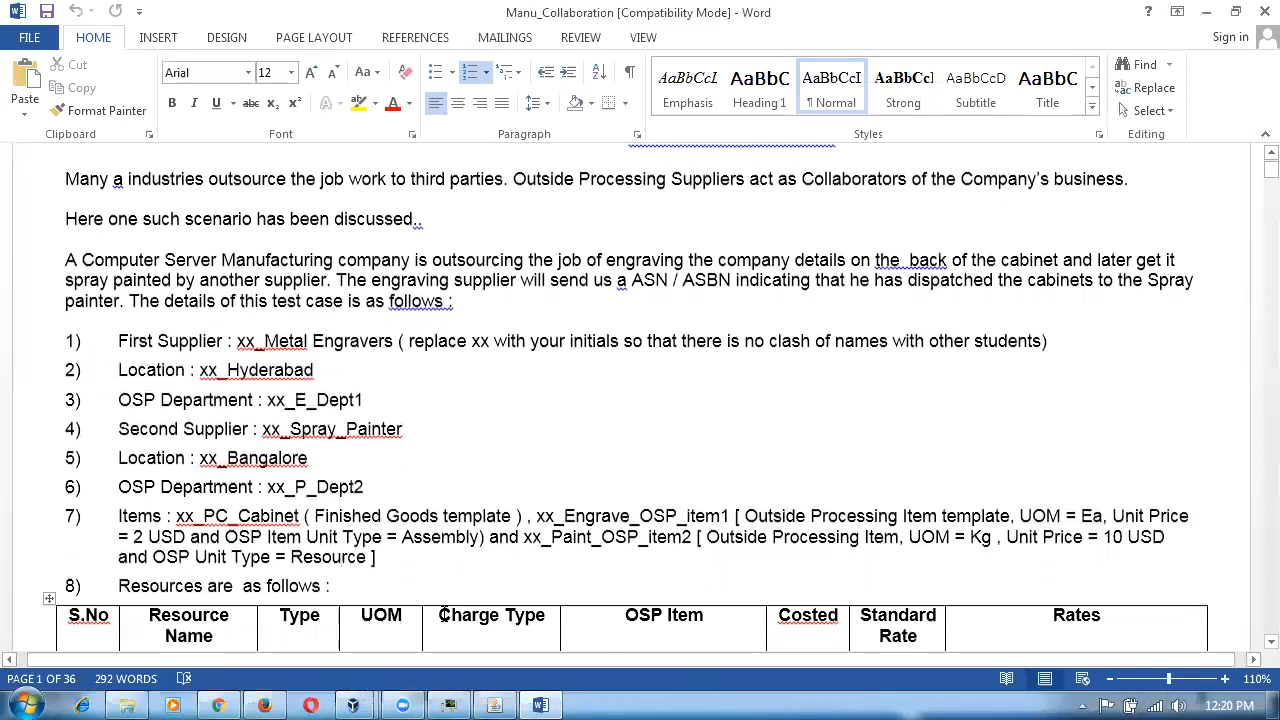 Manu_Collaboration [Compatibility Mode] - Word
FILE HOME INSERT DESIGN PAGE LAYOUT REFERENCES MAILINGS REVIEW VIEW Sign in
Paste Cut Copy Format Painter
Arial 12
AaBbCcI AaBbC AaBbCcI AaBbCcI AaBbCcD AaBbC
Emphasis Heading 1 ¶ Normal Strong Subtitle Title
Find Replace Select
Clipboard Font Paragraph Styles Editing
Many a industries outsource the job work to third parties. Outside Processing Suppliers act as Collaborators of the Company's business.
Here one such scenario has been discussed..
A Computer Server Manufacturing company is outsourcing the job of engraving the company details on the  back of the cabinet and later get it
spray painted by another supplier. The engraving supplier will send us a ASN / ASBN indicating that he has dispatched the cabinets to the Spray
painter. The details of this test case is as follows :
1) First Supplier : xx_Metal Engravers ( replace xx with your initials so that there is no clash of names with other students)
2) Location : xx_Hyderabad
3) OSP Department : xx_E_Dept1
4) Second Supplier : xx_Spray_Painter
5) Location : xx_Bangalore
6) OSP Department : xx_P_Dept2
7) Items : xx_PC_Cabinet ( Finished Goods template ) , xx_Engrave_OSP_item1 [ Outside Processing Item template, UOM = Ea, Unit Price
= 2 USD and OSP Item Unit Type = Assembly) and xx_Paint_OSP_item2 [ Outside Processing Item, UOM = Kg , Unit Price = 10 USD
and OSP Unit Type = Resource ]
8) Resources are  as follows :
S.No Resource Name Type UOM Charge Type OSP Item Costed Standard Rate Rates
PAGE 1 OF 36 292 WORDS 110%
12:20 PM